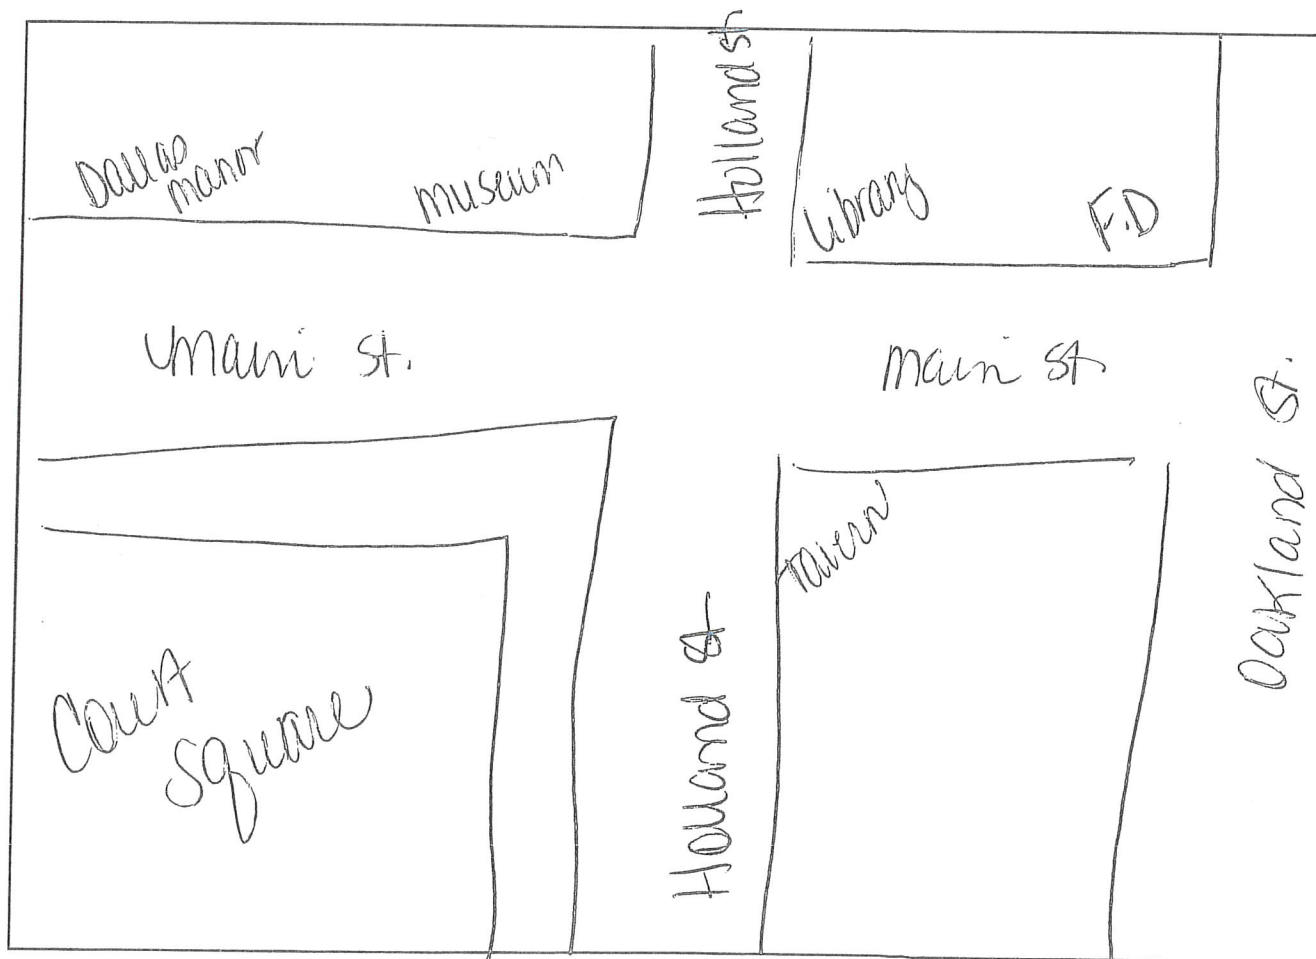 Holland St
Dallas
Manor
Museum
Library
F.D
Main St.
Main St
Oakland St.
Tavern
Court
Square
Holland St